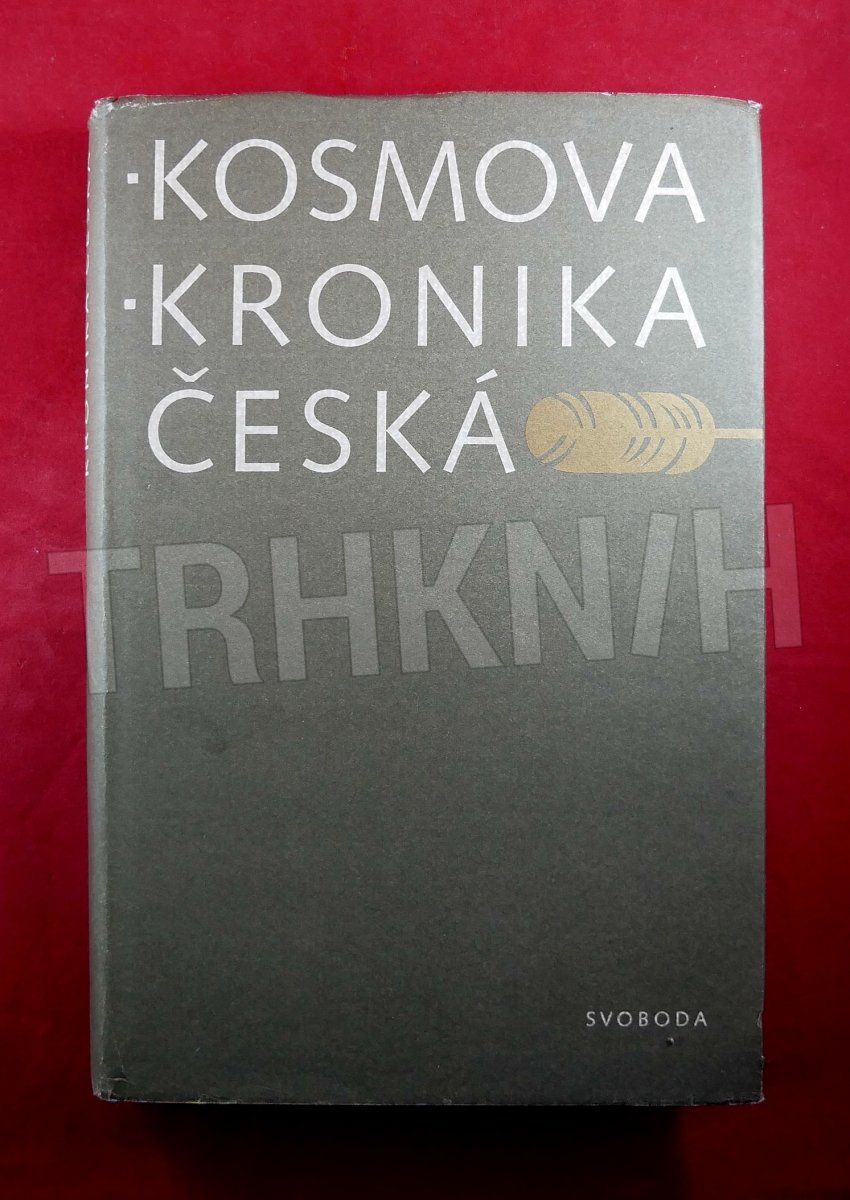 ·KOSMOVA
·KRONIKA
ČESKÁ
TRHKNIH
SVOBODA